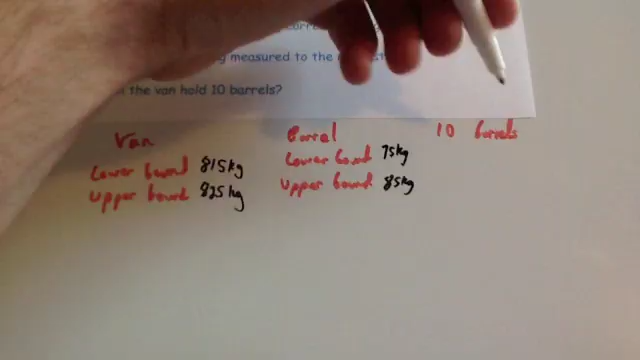 measured to the
the van hold 10 barrels?
Van
Lower bound 815kg
Upper bound 825kg
Barrel
Lower bound 75kg
Upper bound 85kg
10 barrels